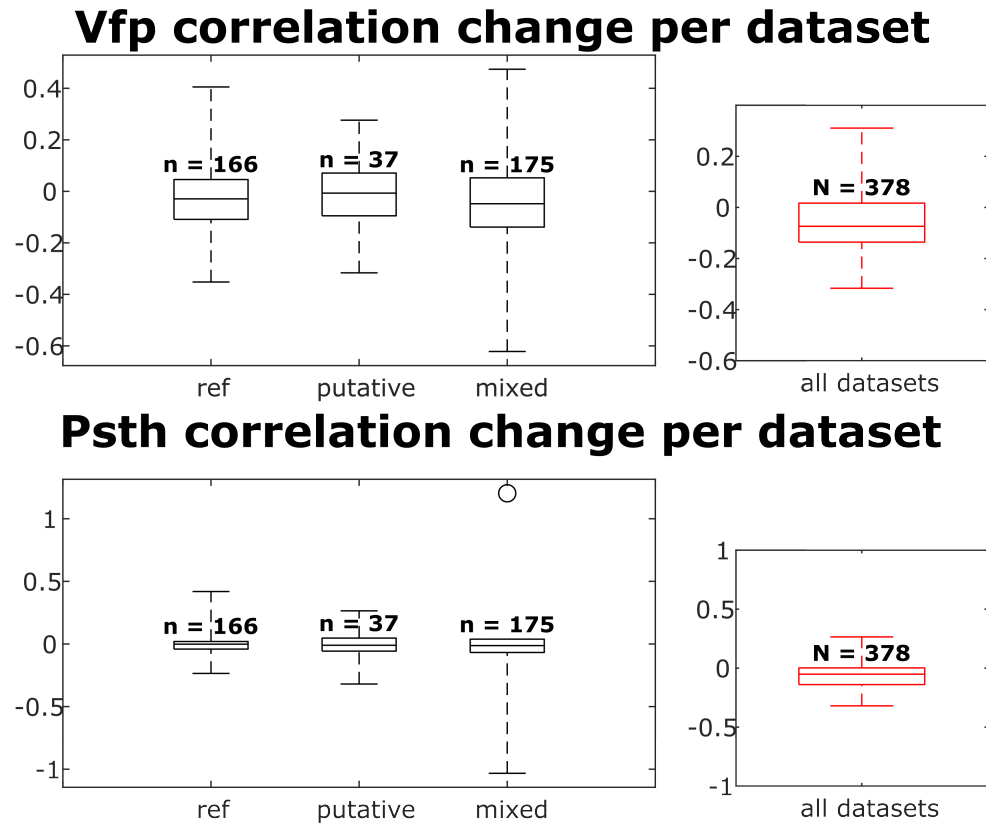 Vfp correlation change per dataset
0.4
0.2
0
-0.2
-0.4
-0.6
n = 166
n = 37
n = 175
ref
putative
mixed
0.2
0
-0.2
-0.4
-0.6
N = 378
all datasets
Psth correlation change per dataset
1
0.5
0
-0.5
-1
n = 166
n = 37
n = 175
ref
putative
mixed
1
0.5
0
-0.5
-1
N = 378
all datasets